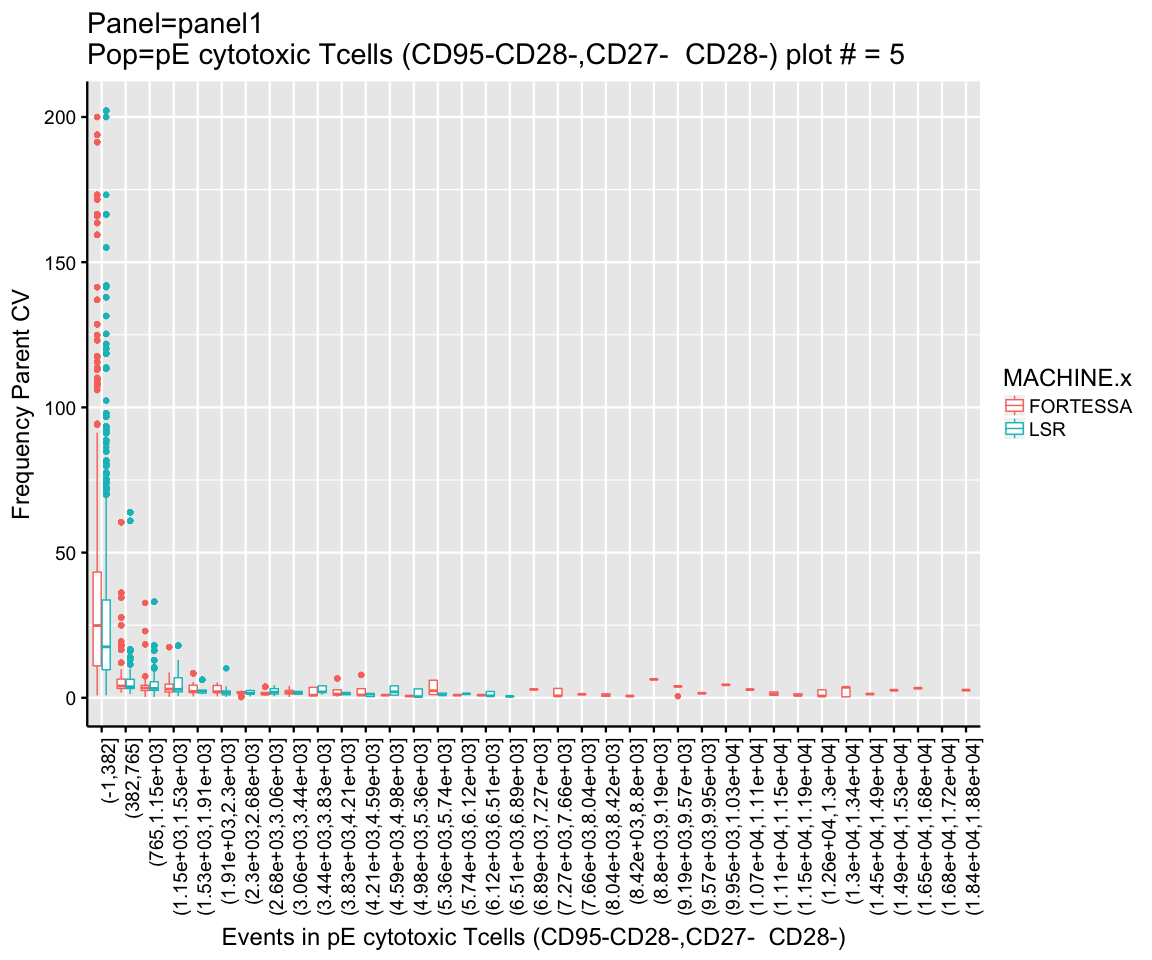 Panel=panel1
Pop=pE cytotoxic Tcells (CD95-CD28-,CD27-  CD28-) plot # = 5
Frequency Parent CV
200
150
100
50
0
(-1,382]
(382,765]
(765,1.15e+03]
(1.15e+03,1.53e+03]
(1.53e+03,1.91e+03]
(1.91e+03,2.3e+03]
(2.3e+03,2.68e+03]
(2.68e+03,3.06e+03]
(3.06e+03,3.44e+03]
(3.44e+03,3.83e+03]
(3.83e+03,4.21e+03]
(4.21e+03,4.59e+03]
(4.59e+03,4.98e+03]
(4.98e+03,5.36e+03]
(5.36e+03,5.74e+03]
(5.74e+03,6.12e+03]
(6.12e+03,6.51e+03]
(6.51e+03,6.89e+03]
(6.89e+03,7.27e+03]
(7.27e+03,7.66e+03]
(7.66e+03,8.04e+03]
(8.04e+03,8.42e+03]
(8.42e+03,8.8e+03]
(8.8e+03,9.19e+03]
(9.19e+03,9.57e+03]
(9.57e+03,9.95e+03]
(9.95e+03,1.03e+04]
(1.07e+04,1.11e+04]
(1.11e+04,1.15e+04]
(1.15e+04,1.19e+04]
(1.26e+04,1.3e+04]
(1.3e+04,1.34e+04]
(1.45e+04,1.49e+04]
(1.49e+04,1.53e+04]
(1.65e+04,1.68e+04]
(1.68e+04,1.72e+04]
(1.84e+04,1.88e+04]
Events in pE cytotoxic Tcells (CD95-CD28-,CD27-  CD28-)
MACHINE.x
FORTESSA
LSR